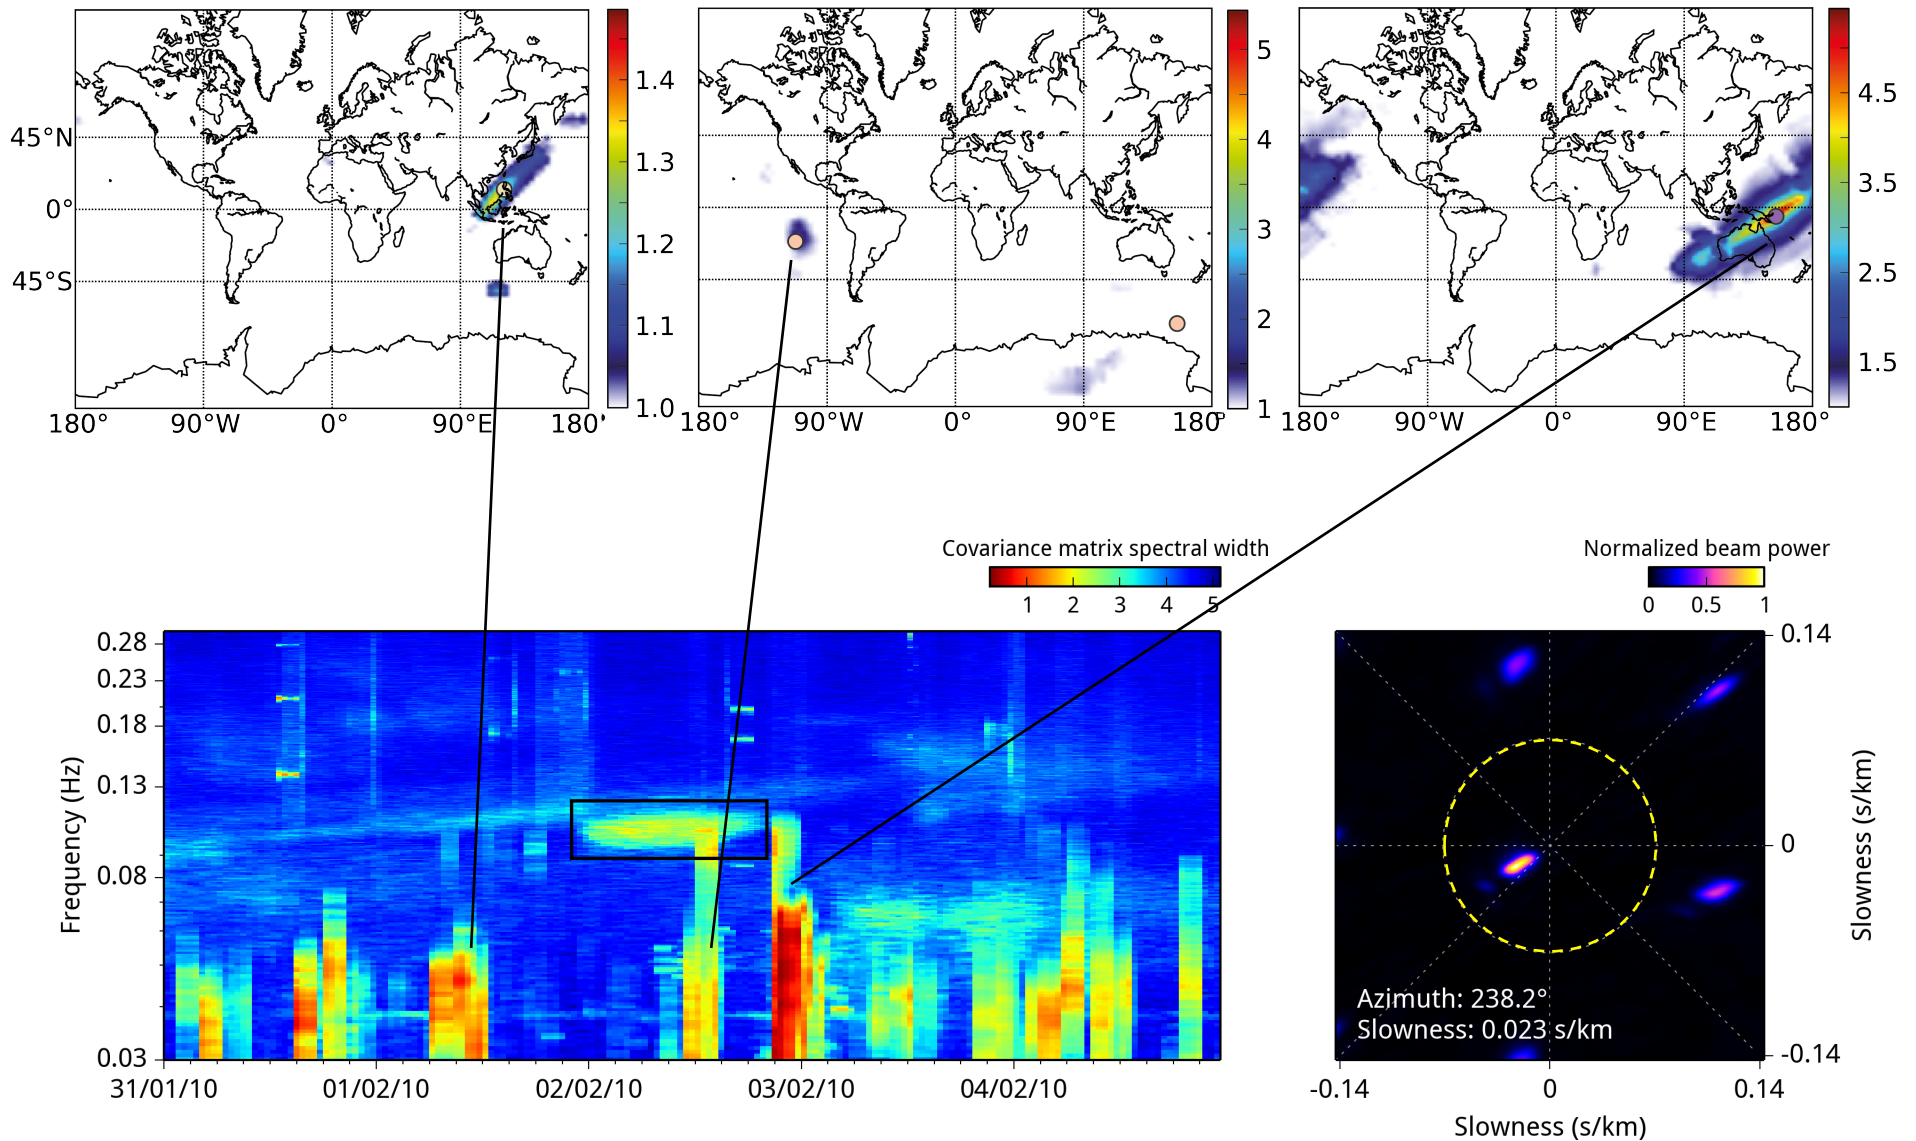 45°N
0°
45°S
180° 90°W 0° 90°E 180°
1.4
1.3
1.2
1.1
1.0
180° 90°W 0° 90°E 180°
5
4
3
2
1
180° 90°W 0° 90°E 180°
4.5
3.5
2.5
1.5
Covariance matrix spectral width
1 2 3 4 5
Normalized beam power
0 0.5 1
Frequency (Hz)
0.28
0.23
0.18
0.13
0.08
0.03
31/01/10 01/02/10 02/02/10 03/02/10 04/02/10
Azimuth: 238.2°
Slowness: 0.023 s/km
0.14
0
-0.14
Slowness (s/km)
-0.14 0 0.14
Slowness (s/km)